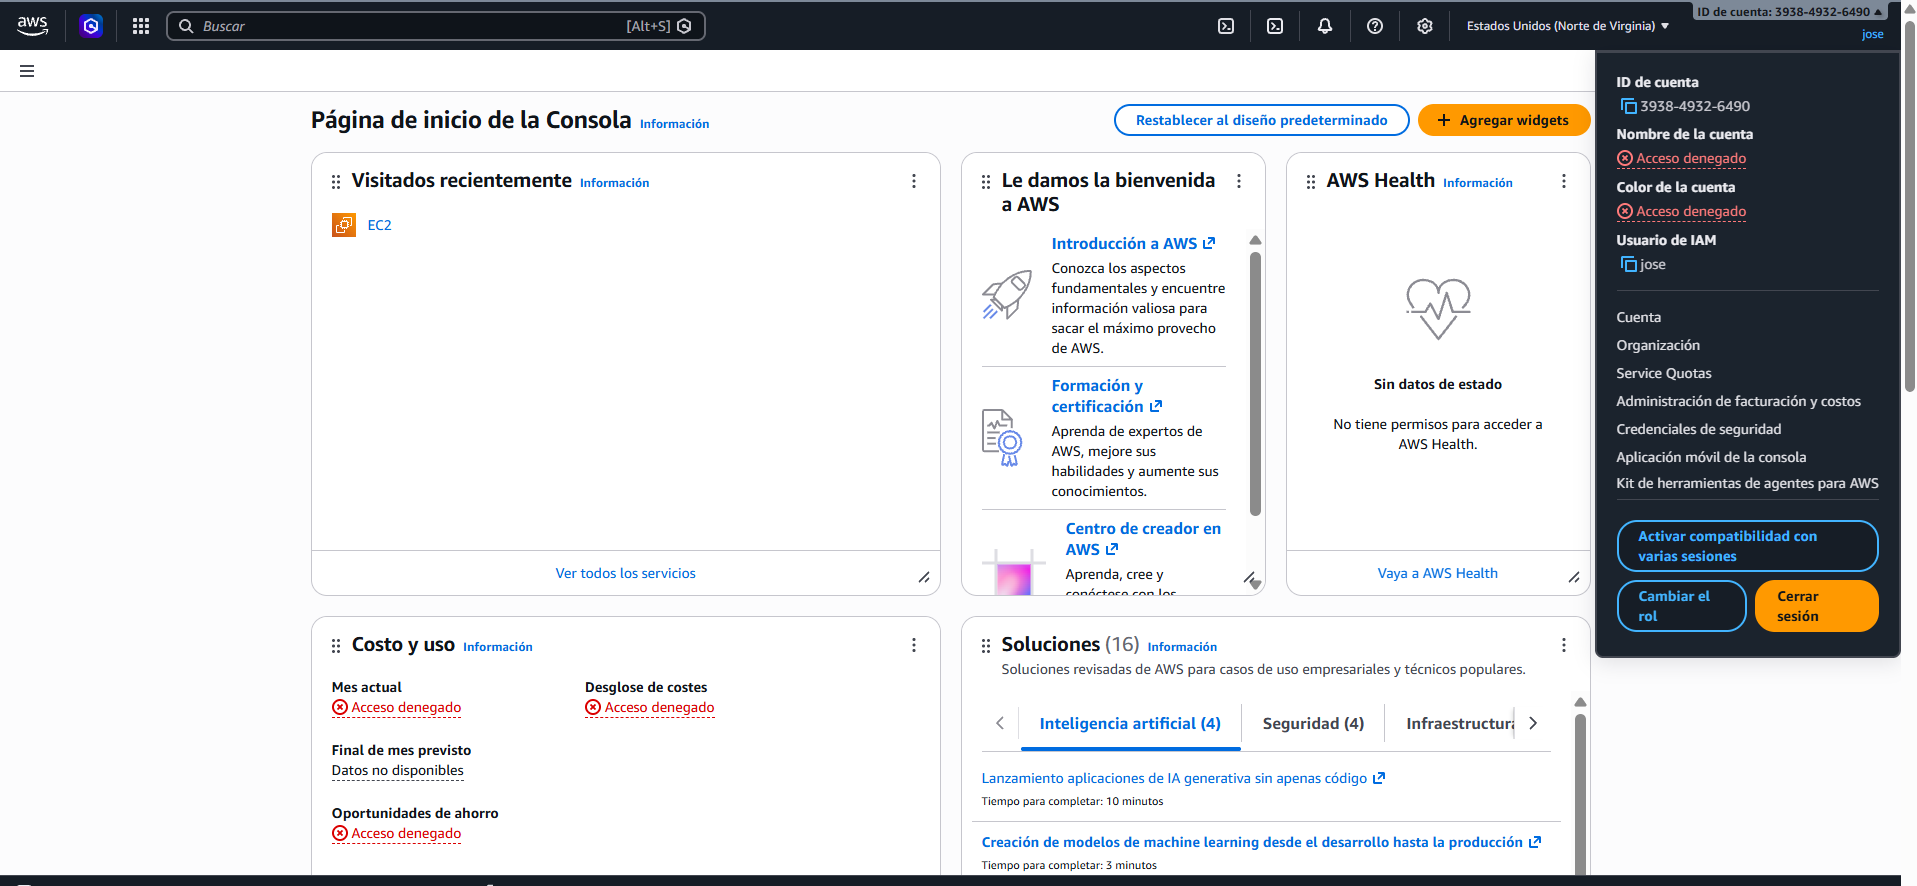 aws
Buscar
[Alt+S]
Estados Unidos (Norte de Virginia)
ID de cuenta: 3938-4932-6490
jose
Página de inicio de la Consola Información
Restablecer al diseño predeterminado
Agregar widgets
Visitados recientemente Información
EC2
Ver todos los servicios
Le damos la bienvenida
a AWS
Introducción a AWS
Conozca los aspectos
fundamentales y encuentre
información valiosa para
sacar el máximo provecho
de AWS.
Formación y
certificación
Aprenda de expertos de
AWS, mejore sus
habilidades y aumente sus
conocimientos.
Centro de creador en
AWS
Aprenda, cree y
conéctese con los
AWS Health Información
Sin datos de estado
No tiene permisos para acceder a
AWS Health.
Vaya a AWS Health
ID de cuenta
3938-4932-6490
Nombre de la cuenta
Acceso denegado
Color de la cuenta
Acceso denegado
Usuario de IAM
jose
Cuenta
Organización
Service Quotas
Administración de facturación y costos
Credenciales de seguridad
Aplicación móvil de la consola
Kit de herramientas de agentes para AWS
Activar compatibilidad con
varias sesiones
Cambiar el
rol
Cerrar
sesión
Costo y uso Información
Mes actual
Acceso denegado
Desglose de costes
Acceso denegado
Final de mes previsto
Datos no disponibles
Oportunidades de ahorro
Acceso denegado
Soluciones (16) Información
Soluciones revisadas de AWS para casos de uso empresariales y técnicos populares.
Inteligencia artificial (4)
Seguridad (4)
Infraestructura
Lanzamiento aplicaciones de IA generativa sin apenas código
Tiempo para completar: 10 minutos
Creación de modelos de machine learning desde el desarrollo hasta la producción
Tiempo para completar: 3 minutos